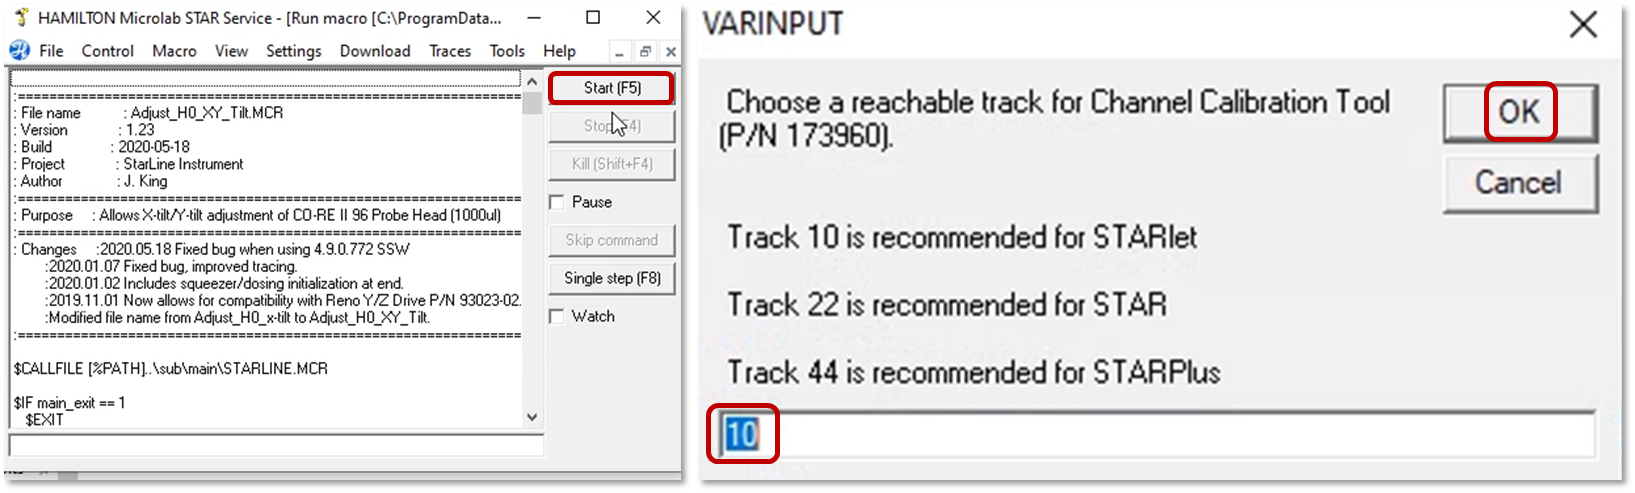 HAMILTON Microlab STAR Service - [Run macro [C:\ProgramData...
File Control Macro View Settings Download Traces Tools Help
:================================================================
: File name : Adjust_H0_XY_Tilt.MCR
: Version : 1.23
: Build : 2020-05-18
: Project : StarLine Instrument
: Author : J. King
:================================================================
: Purpose : Allows X-tilt/Y-tilt adjustment of CO-RE II 96 Probe Head (1000ul)
:================================================================
: Changes :2020.05.18 Fixed bug when using 4.9.0.772 SSW
:2020.01.07 Fixed bug, improved tracing.
:2020.01.02 Includes squeezer/dosing initialization at end.
:2019.11.01 Now allows for compatibility with Reno Y/Z Drive P/N 93023-02.
:Modified file name from Adjust_H0_x-tilt to Adjust_H0_XY_Tilt.
:================================================================
$CALLFILE [%PATH]..\sub\main\STARLINE.MCR
$IF main_exit == 1
$EXIT
Start (F5)
Stop (F4)
Kill (Shift+F4)
Pause
Skip command
Single step (F8)
Watch
VARINPUT
Choose a reachable track for Channel Calibration Tool
(P/N 173960).
OK
Cancel
Track 10 is recommended for STARlet
Track 22 is recommended for STAR
Track 44 is recommended for STARPlus
10